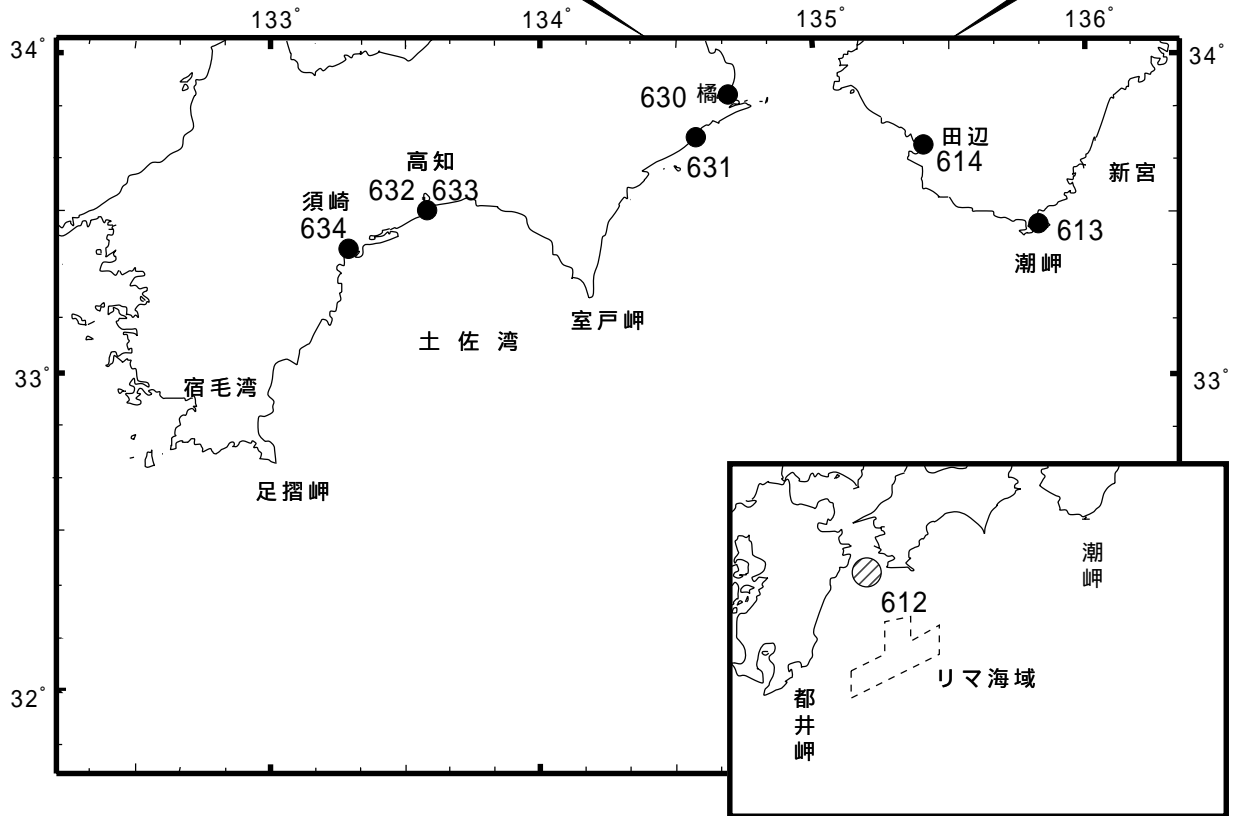 133° 134° 135° 136°
34° 34°
630 橘
631
高知
632 633
須崎
634
田辺
614
新宮
613
潮岬
室戸岬
土佐湾
33° 33°
宿毛湾
足摺岬
32°
潮岬
612
リマ海域
都井岬